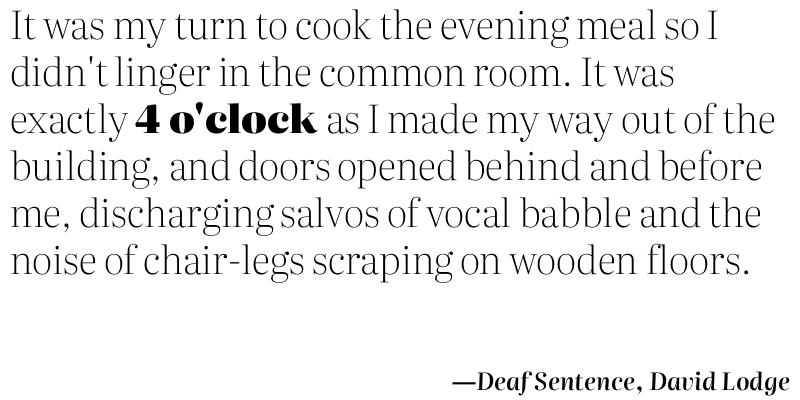 It was my turn to cook the evening meal so I
didn't linger in the common room. It was
exactly 4 o'clock as I made my way out of the
building, and doors opened behind and before
me, discharging salvos of vocal babble and the
noise of chair-legs scraping on wooden floors.
—Deaf Sentence, David Lodge